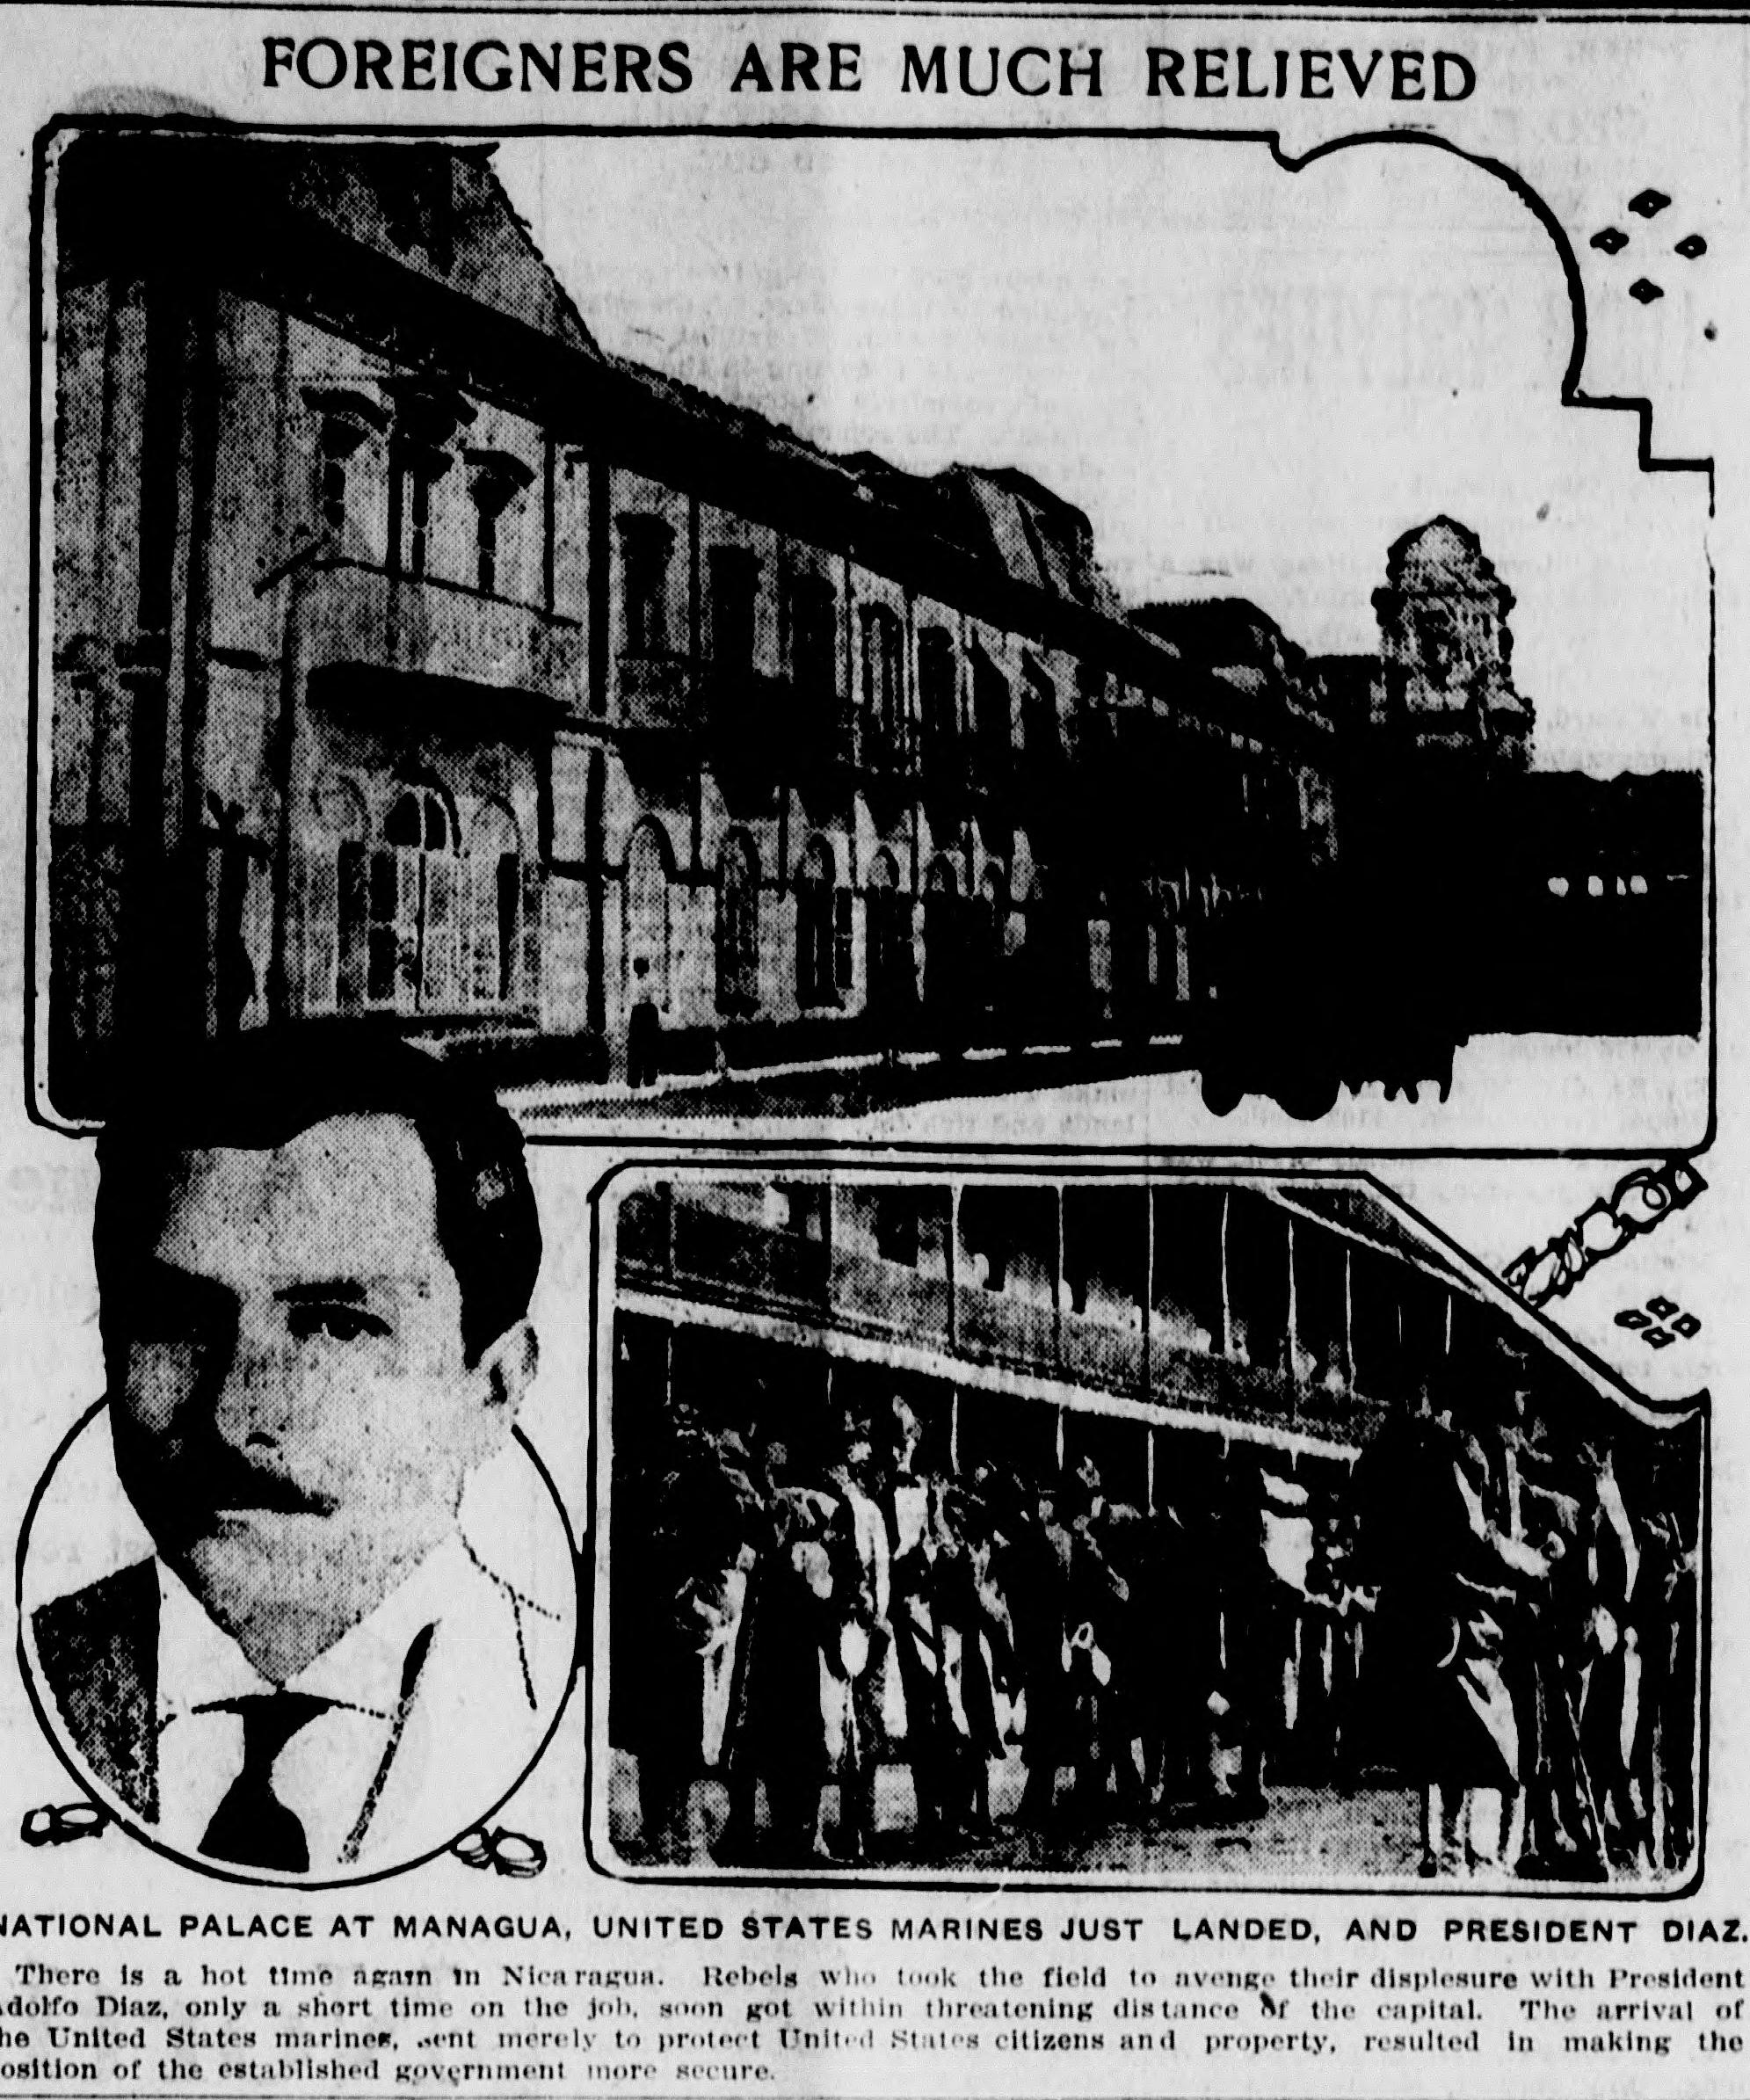 FOREIGNERS ARE MUCH RELIEVED
NATIONAL PALACE AT MANAGUA, UNITED STATES MARINES JUST LANDED, AND PRESIDENT DIAZ.
There is a hot time again in Nicaragua. Rebels who took the field to avenge their displesure with President
dolfo Diaz, only a short time on the job, soon got within threatening distance of the capital. The arrival of
he United States marines, sent merely to protect United States citizens and property, resulted in making the
osition of the established government more secure.